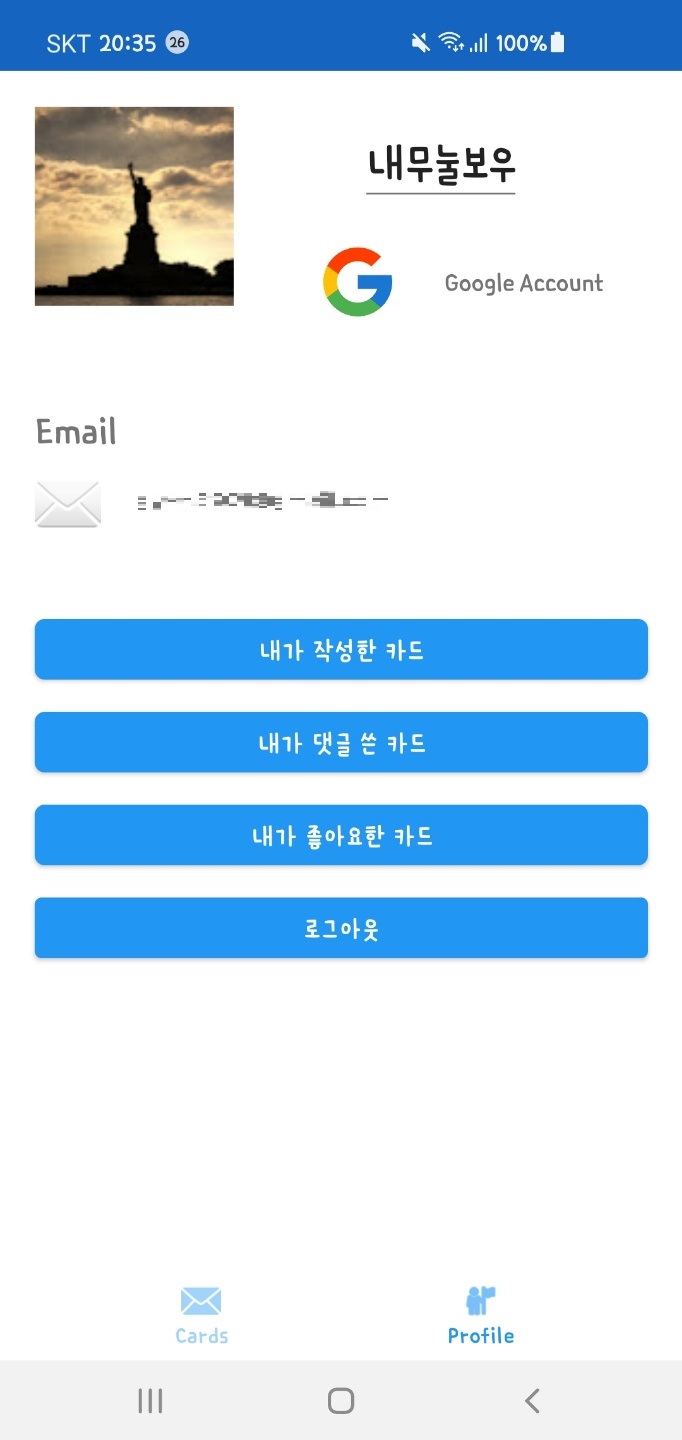 SKT 20:35 26 100%
내무눌보우
Google Account
Email
내가 작성한 카드
내가 댓글 쓴 카드
내가 좋아요한 카드
로그아웃
Cards Profile